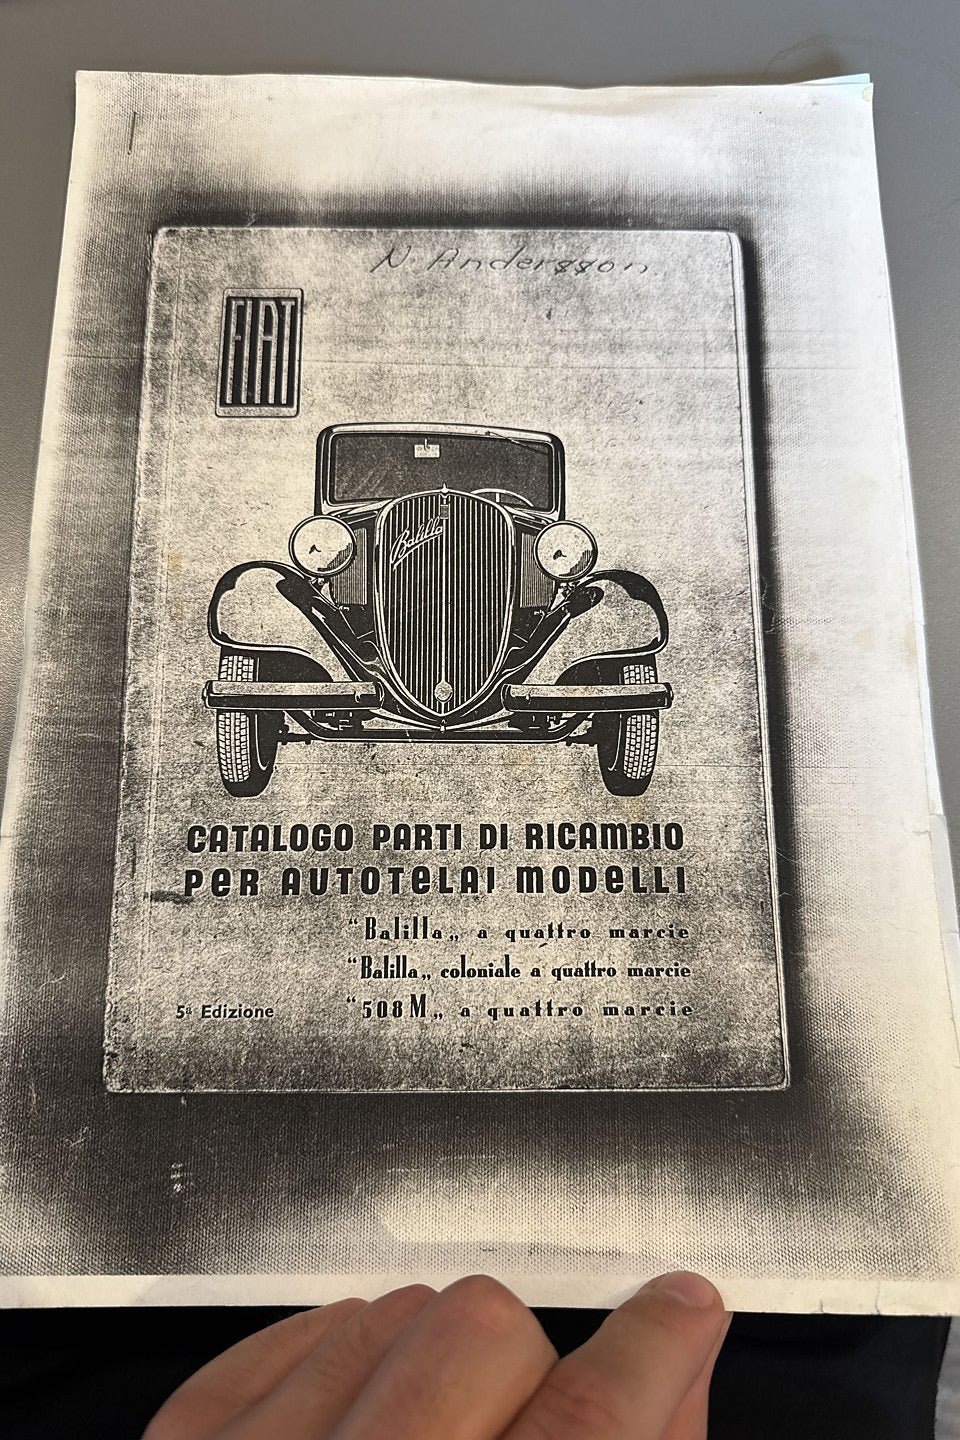 N. Andersson.
FIAT
Balilla
CATALOGO PARTI DI RICAMBIO
PER AUTOTELAI MODELLI
“Balilla„ a quattro marcie
“Balilla„ coloniale a quattro marcie
5ª Edizione “508 M„ a quattro marcie